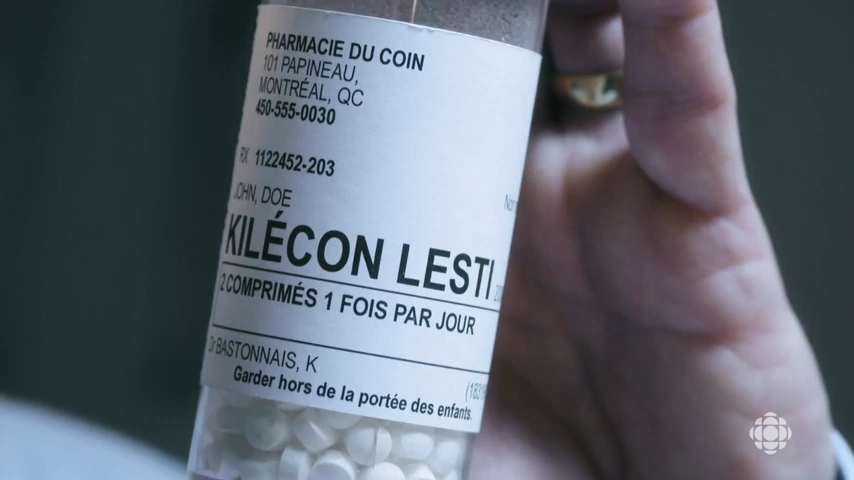 PHARMACIE DU COIN
101 PAPINEAU,
MONTRÉAL, QC
450-555-0030
RX 1122452-203
JOHN, DOE
KILÉCON LESTI
2 COMPRIMÉS 1 FOIS PAR JOUR
Dr BASTONNAIS, K
Garder hors de la portée des enfants.